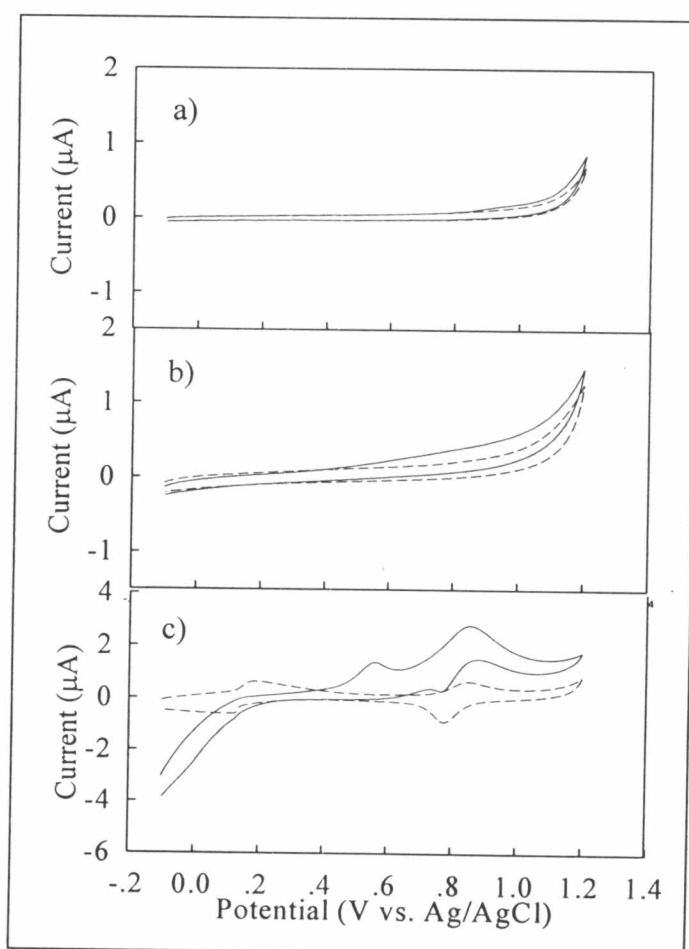 2
a)
1
0
-1
Current (µA)
2
b)
1
0
-1
Current (µA)
4
c)
2
0
-2
-4
-6
Current (µA)
-.2 0.0 .2 .4 .6 .8 1.0 1.2 1.4
Potential (V vs. Ag/AgCl)